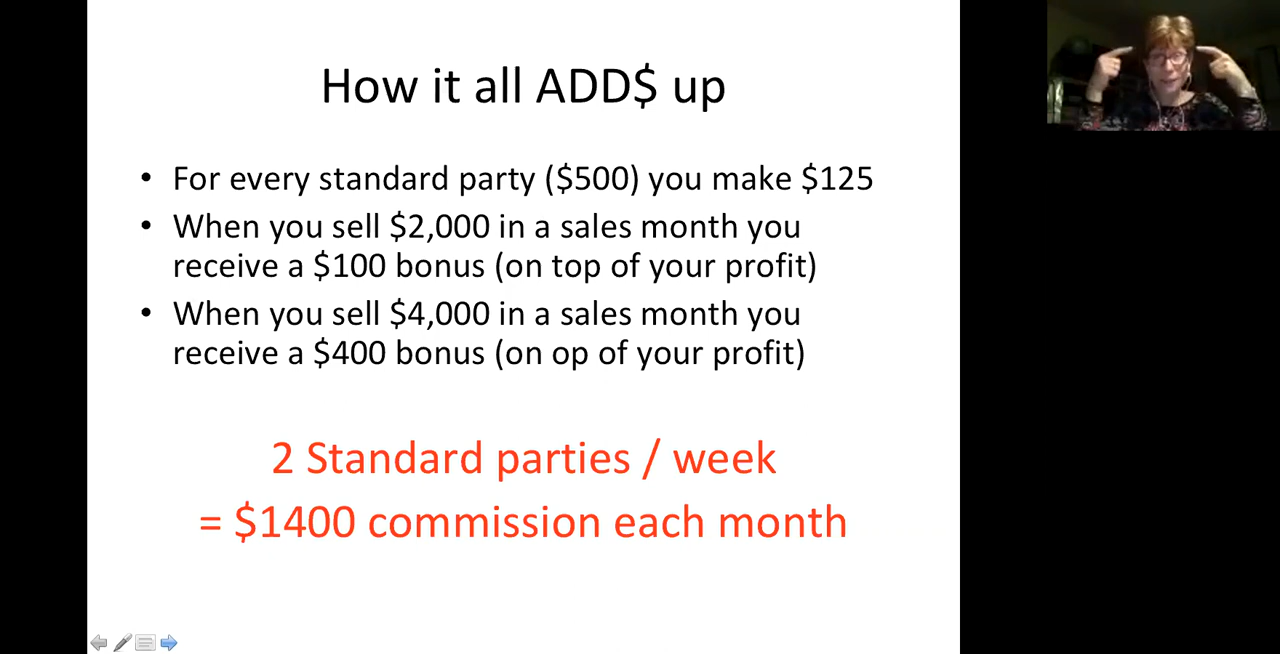 How it all ADD$ up
• For every standard party ($500) you make $125
• When you sell $2,000 in a sales month you
receive a $100 bonus (on top of your profit)
• When you sell $4,000 in a sales month you
receive a $400 bonus (on op of your profit)
2 Standard parties / week
= $1400 commission each month